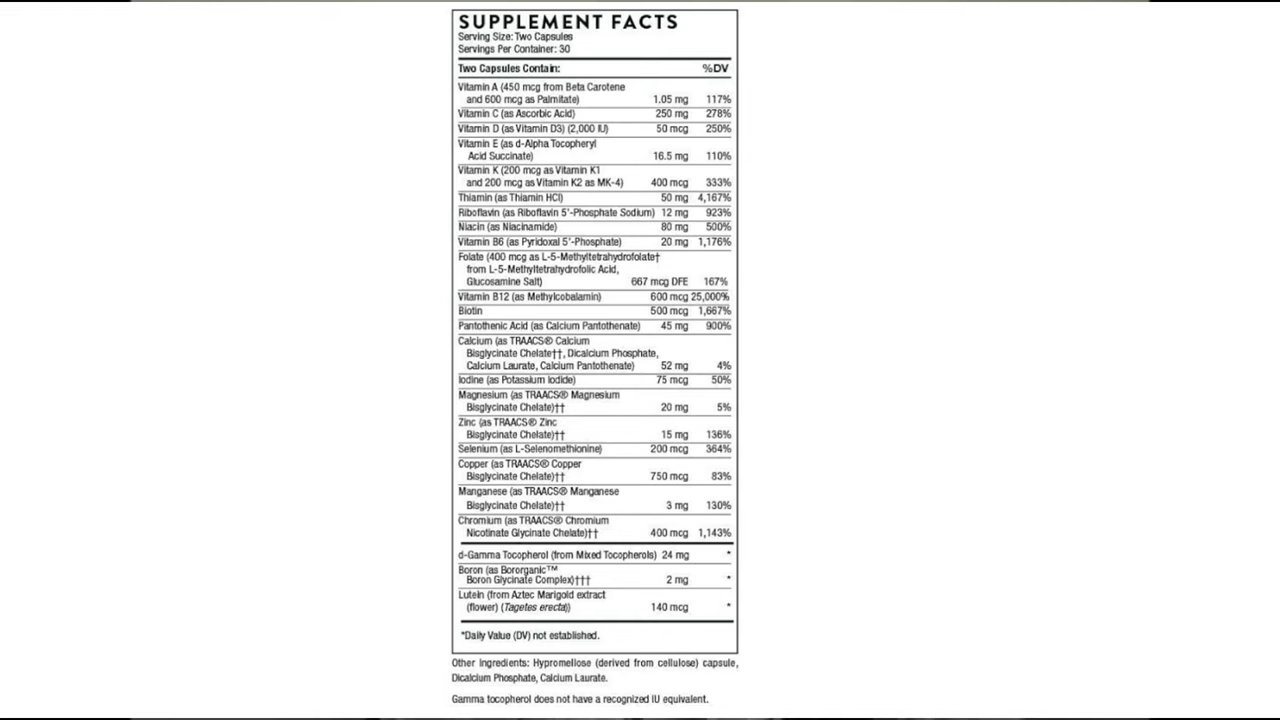 SUPPLEMENT FACTS
Serving Size: Two Capsules
Servings Per Container: 30
Two Capsules Contain: %DV
Vitamin A (450 mcg from Beta Carotene
and 600 mcg as Palmitate) 1.05 mg 117%
Vitamin C (as Ascorbic Acid) 250 mg 278%
Vitamin D (as Vitamin D3) (2,000 IU) 50 mcg 250%
Vitamin E (as d-Alpha Tocopheryl
Acid Succinate) 16.5 mg 110%
Vitamin K (200 mcg as Vitamin K1
and 200 mcg as Vitamin K2 as MK-4) 400 mcg 333%
Thiamin (as Thiamin HCl) 50 mg 4,167%
Riboflavin (as Riboflavin 5'-Phosphate Sodium) 12 mg 923%
Niacin (as Niacinamide) 80 mg 500%
Vitamin B6 (as Pyridoxal 5'-Phosphate) 20 mg 1,176%
Folate (400 mcg as L-5-Methyltetrahydrofolate†
from L-5-Methyltetrahydrofolic Acid,
Glucosamine Salt) 667 mcg DFE 167%
Vitamin B12 (as Methylcobalamin) 600 mcg 25,000%
Biotin 500 mcg 1,667%
Pantothenic Acid (as Calcium Pantothenate) 45 mg 900%
Calcium (as TRAACS® Calcium
Bisglycinate Chelate††, Dicalcium Phosphate,
Calcium Laurate, Calcium Pantothenate) 52 mg 4%
Iodine (as Potassium Iodide) 75 mcg 50%
Magnesium (as TRAACS® Magnesium
Bisglycinate Chelate)†† 20 mg 5%
Zinc (as TRAACS® Zinc
Bisglycinate Chelate)†† 15 mg 136%
Selenium (as L-Selenomethionine) 200 mcg 364%
Copper (as TRAACS® Copper
Bisglycinate Chelate)†† 750 mcg 83%
Manganese (as TRAACS® Manganese
Bisglycinate Chelate)†† 3 mg 130%
Chromium (as TRAACS® Chromium
Nicotinate Glycinate Chelate)†† 400 mcg 1,143%
d-Gamma Tocopherol (from Mixed Tocopherols) 24 mg *
Boron (as Bororganic™
Boron Glycinate Complex)††† 2 mg *
Lutein (from Aztec Marigold extract
(flower) (Tagetes erecta)) 140 mcg *
*Daily Value (DV) not established.
Other Ingredients: Hypromellose (derived from cellulose) capsule,
Dicalcium Phosphate, Calcium Laurate.
Gamma tocopherol does not have a recognized IU equivalent.